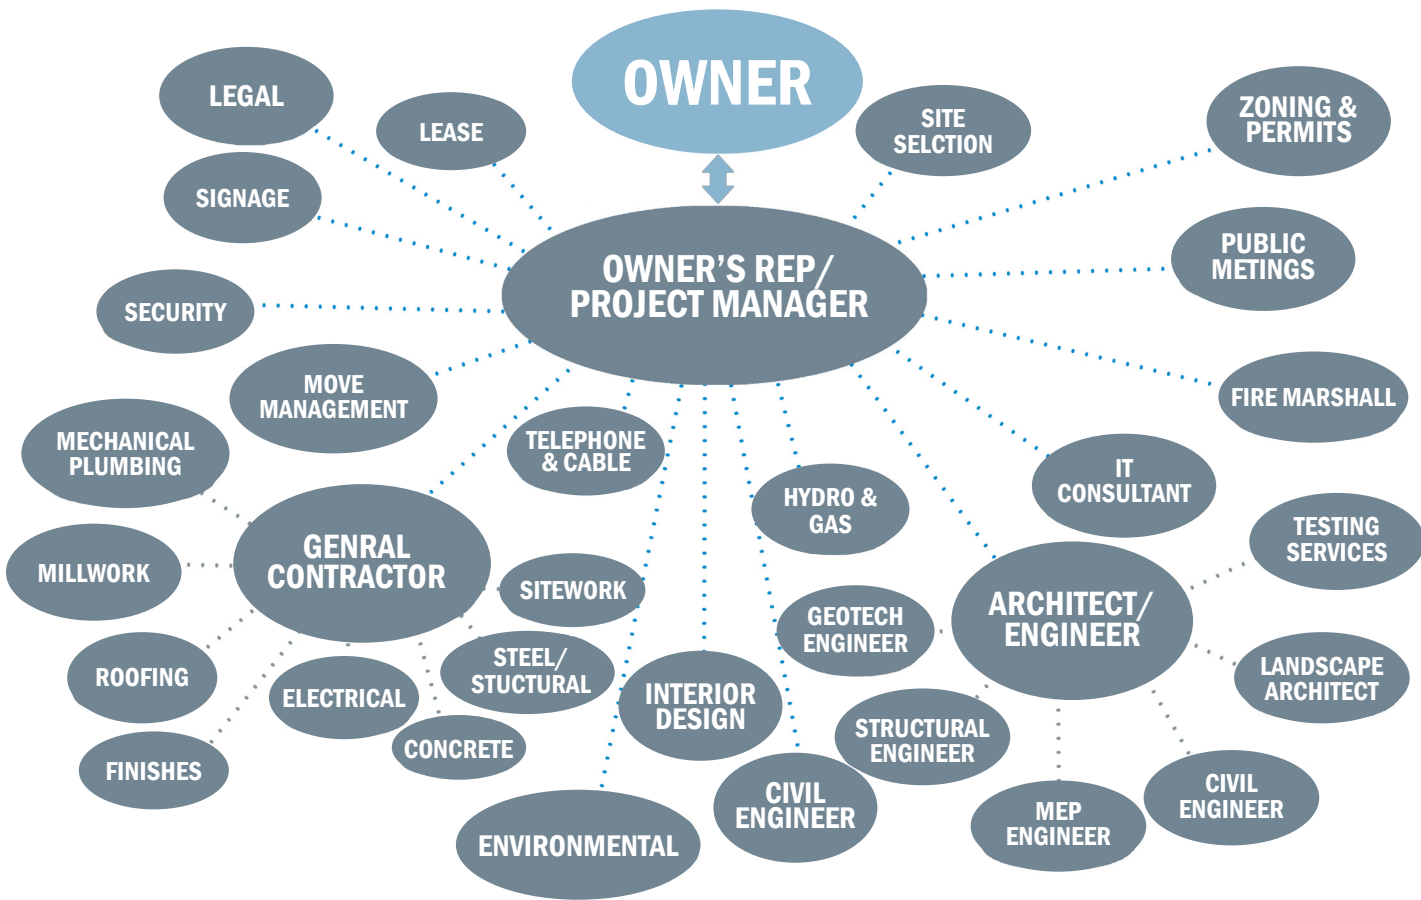 OWNER
LEGAL
LEASE
SITE
SELCTION
ZONING &
PERMITS
SIGNAGE
OWNER'S REP/
PROJECT MANAGER
PUBLIC
METINGS
SECURITY
MOVE
MANAGEMENT
FIRE MARSHALL
MECHANICAL
PLUMBING
TELEPHONE
& CABLE
HYDRO &
GAS
IT
CONSULTANT
GENRAL
CONTRACTOR
TESTING
SERVICES
MILLWORK
SITEWORK
GEOTECH
ENGINEER
ARCHITECT/
ENGINEER
ROOFING
ELECTRICAL
STEEL/
STUCTURAL
INTERIOR
DESIGN
STRUCTURAL
ENGINEER
LANDSCAPE
ARCHITECT
FINISHES
CONCRETE
ENVIRONMENTAL
CIVIL
ENGINEER
MEP
ENGINEER
CIVIL
ENGINEER